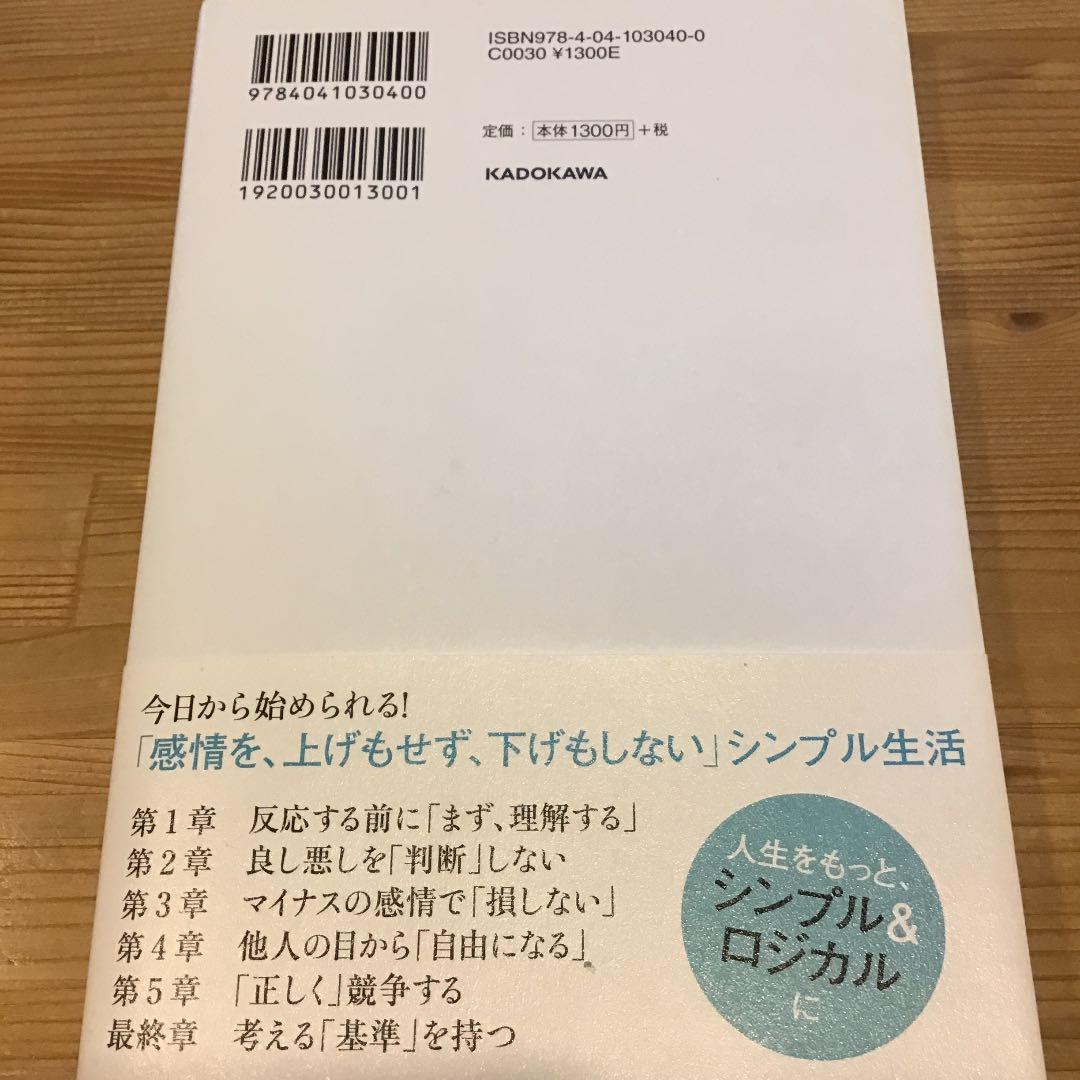 ISBN978-4-04-103040-0
C0030 ¥1300E
9784041030400
定価：本体1300円＋税
1920030013001
KADOKAWA
今日から始められる!
「感情を、上げもせず、下げもしない」シンプル生活
第1章 反応する前に「まず、理解する」
第2章 良し悪しを「判断」しない
第3章 マイナスの感情で「損しない」
第4章 他人の目から「自由になる」
第5章 「正しく」競争する
最終章 考える「基準」を持つ
人生をもっと、
シンプル&
ロジカル
に